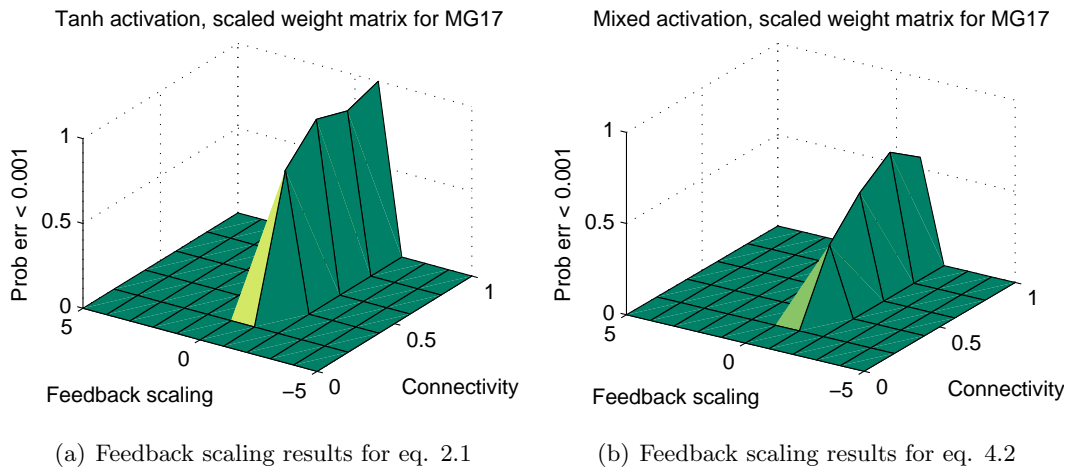 Tanh activation, scaled weight matrix for MG17
Prob err < 0.001
1
0.5
0
5
0
−5
Feedback scaling
0
0.5
1
Connectivity
(a) Feedback scaling results for eq. 2.1
Mixed activation, scaled weight matrix for MG17
Prob err < 0.001
1
0.5
0
5
0
−5
Feedback scaling
0
0.5
1
Connectivity
(b) Feedback scaling results for eq. 4.2